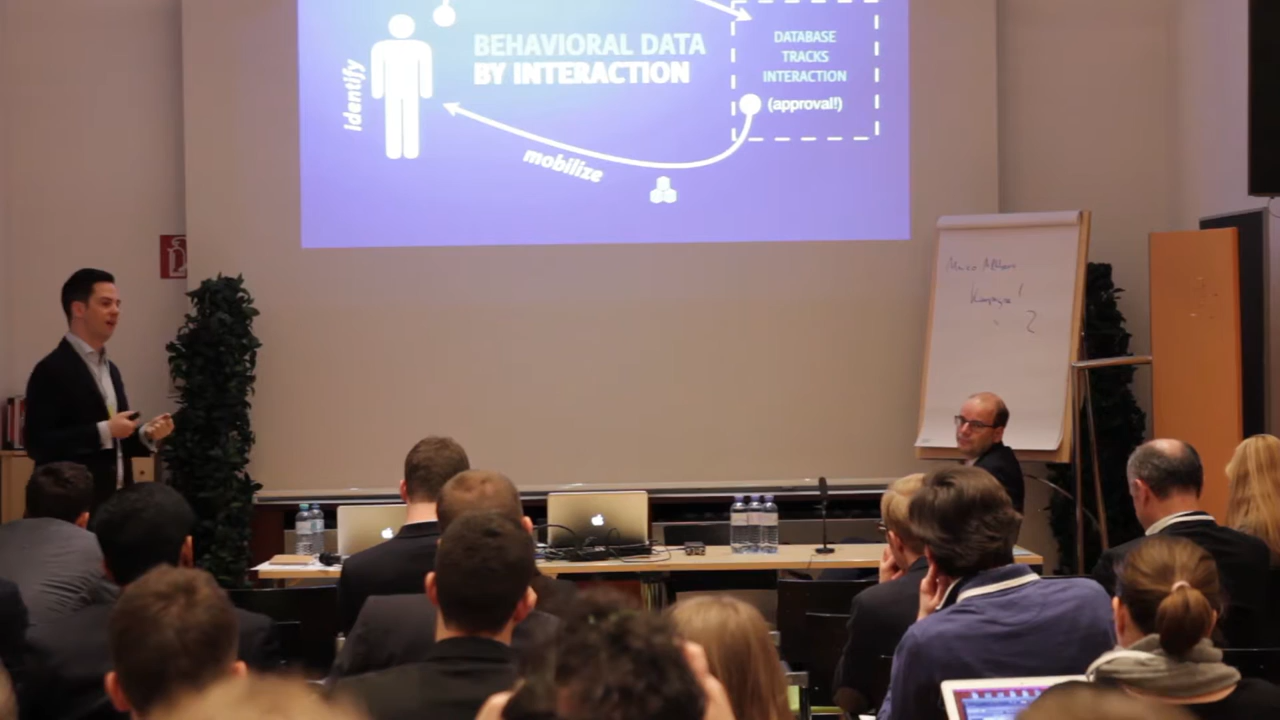 identify
BEHAVIORAL DATA
BY INTERACTION
DATABASE
TRACKS
INTERACTION
(approval!)
mobilize